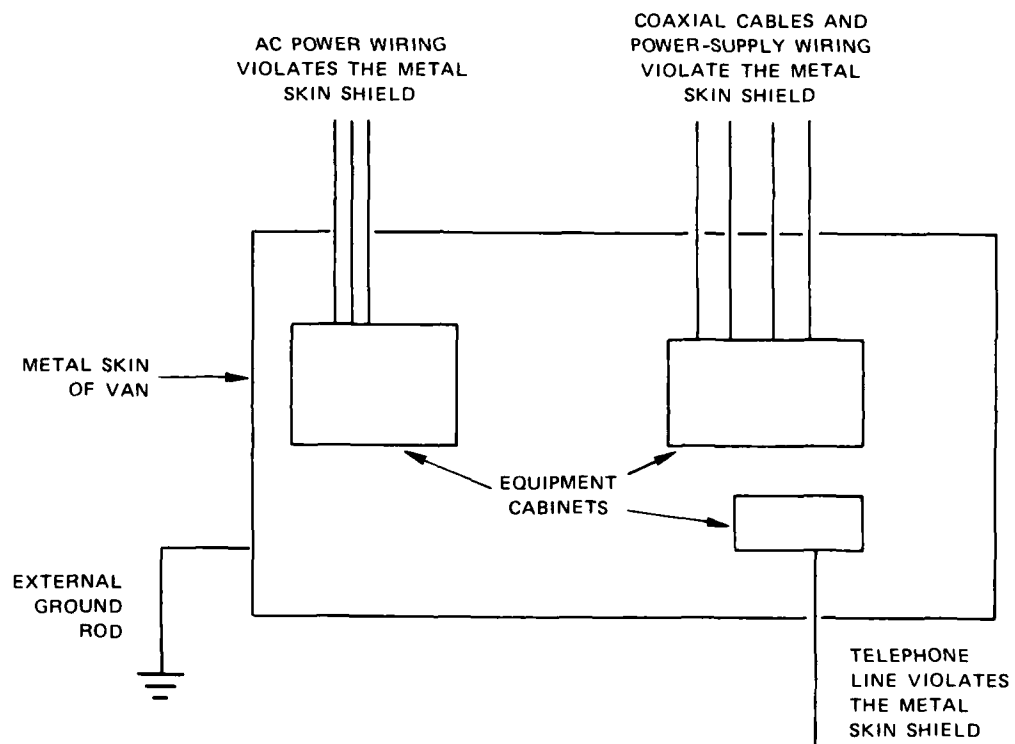 AC POWER WIRING
VIOLATES THE METAL
SKIN SHIELD
COAXIAL CABLES AND
POWER-SUPPLY WIRING
VIOLATE THE METAL
SKIN SHIELD
METAL SKIN
OF VAN
EQUIPMENT
CABINETS
EXTERNAL
GROUND
ROD
TELEPHONE
LINE VIOLATES
THE METAL
SKIN SHIELD